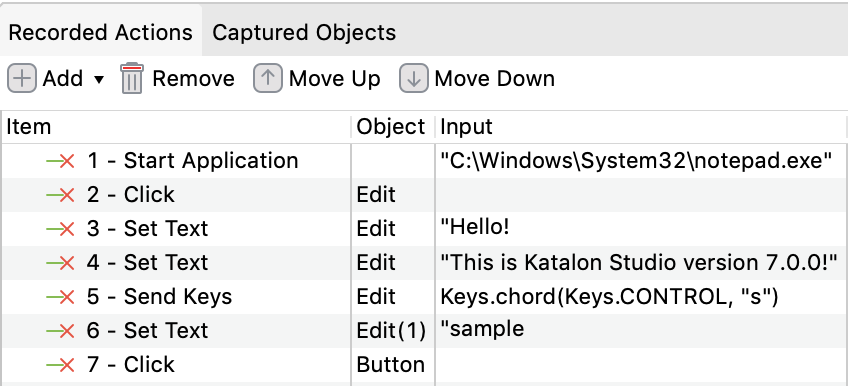 Recorded Actions Captured Objects
Add Remove Move Up Move Down
Item Object Input
1 - Start Application "C:\Windows\System32\notepad.exe"
2 - Click Edit
3 - Set Text Edit "Hello!
4 - Set Text Edit "This is Katalon Studio version 7.0.0!"
5 - Send Keys Edit Keys.chord(Keys.CONTROL, "s")
6 - Set Text Edit(1) "sample
7 - Click Button